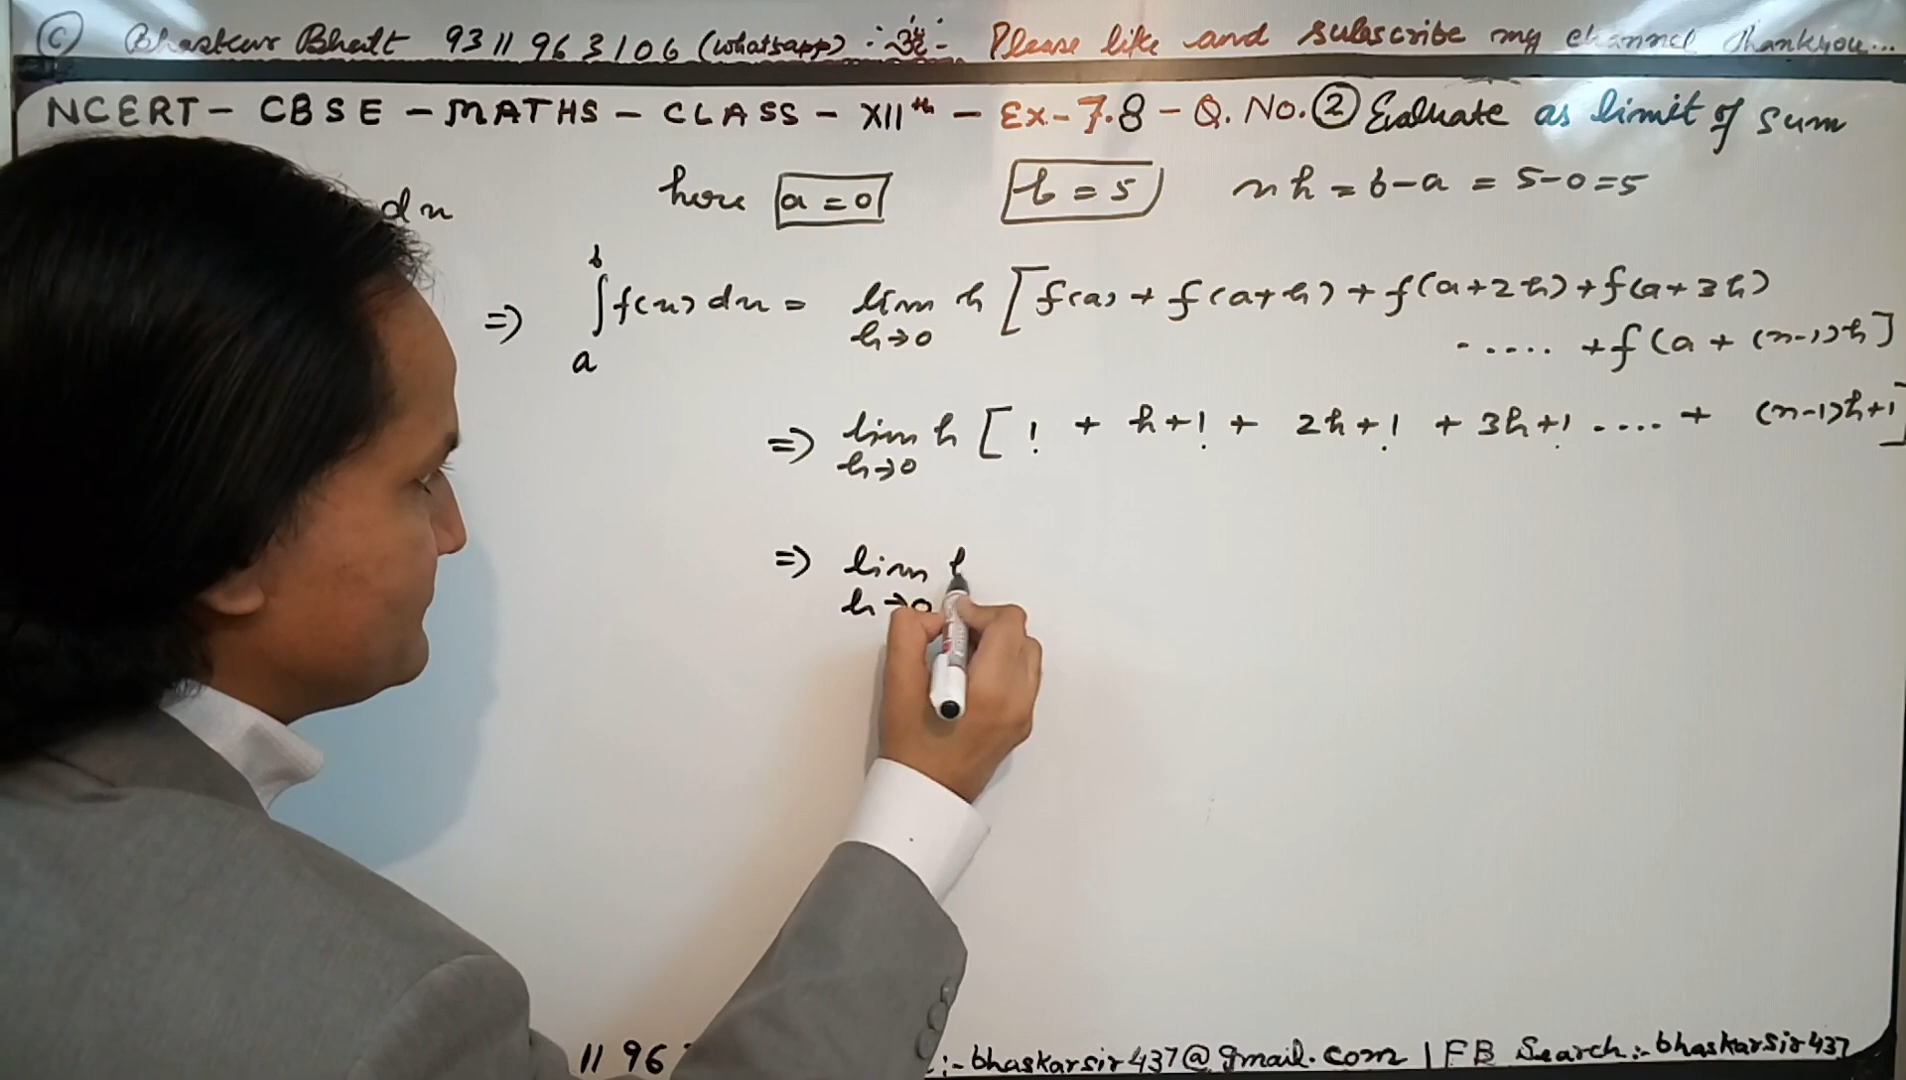 © Bhaskar Bhatt 9311963106 (whatsapp) :-ॐ:- Please like and subscribe my channel thankyou...
NCERT - CBSE - MATHS - CLASS - XIIth - Ex-7.8 - Q. No. ② Evaluate as limit of sum
dx here a = 0 b = 5 nh = b-a = 5-0 = 5
⇒ ∫ₐᵇ f(x) dx = lim h→0 h [f(a) + f(a+h) + f(a+2h) + f(a+3h)
..... + f(a + (n-1)h]
⇒ lim h→0 h [ 1 + h+1 + 2h+1 + 3h+1 .... + (n-1)h+1]
⇒ lim h→0
11 96 :- bhaskarsir437@gmail.com | FB Search:- bhaskarsir437